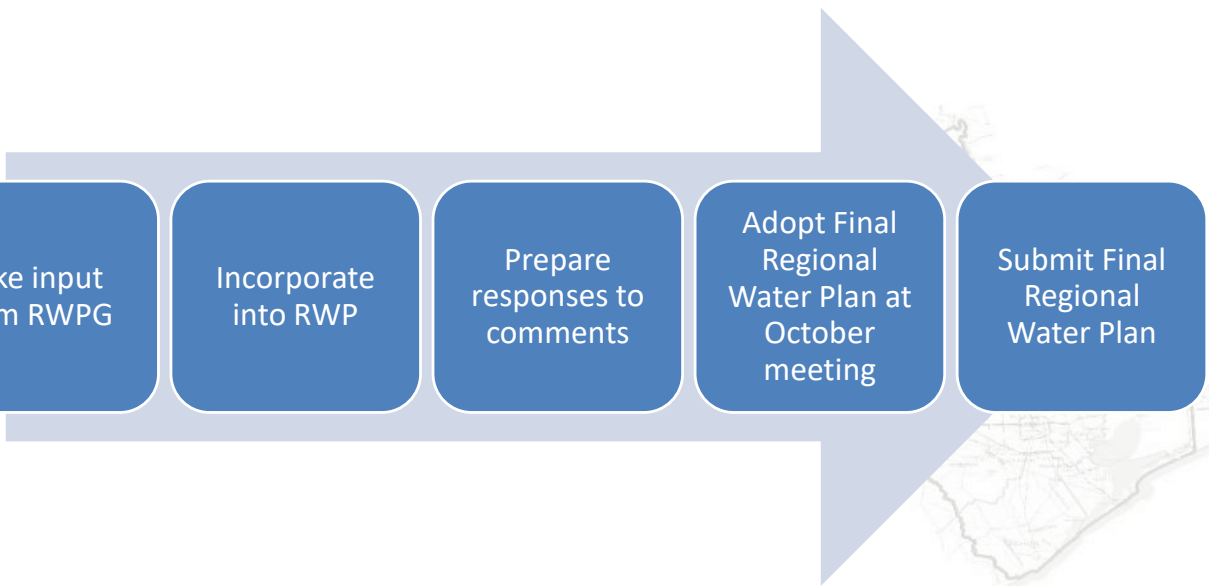 ke input
m RWPG
Incorporate
into RWP
Prepare
responses to
comments
Adopt Final
Regional
Water Plan at
October
meeting
Submit Final
Regional
Water Plan